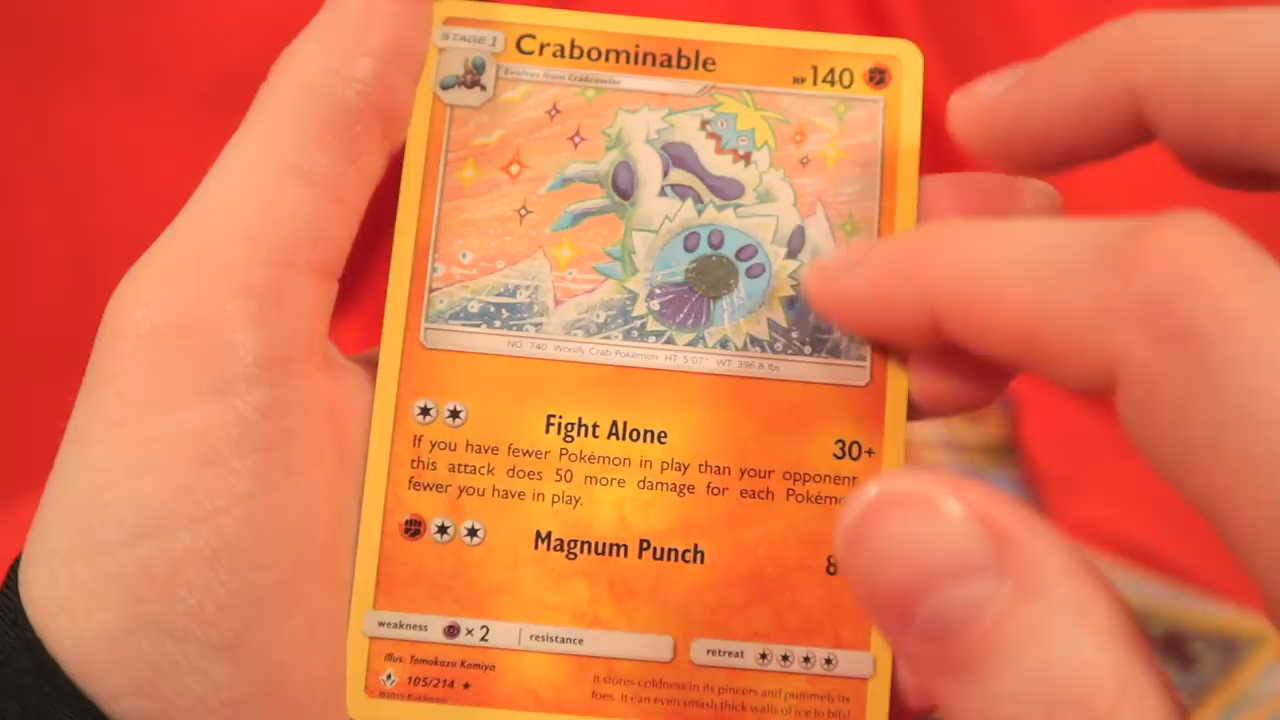 STAGE 1
Crabominable
HP 140
Evolves from Crabrawler
NO. 740 Woolly Crab Pokémon HT: 5'07" WT: 396.8 lbs
Fight Alone 30+
If you have fewer Pokémon in play than your opponent
this attack does 50 more damage for each Pokémo
fewer you have in play.
Magnum Punch 8
weakness ×2 resistance
retreat
Illus. Tomokazu Komiya
105/214 ★
©2019 Pokémon
It stores coldness in its pincers and pummels its
foes. It can even smash thick walls of ice to bits!